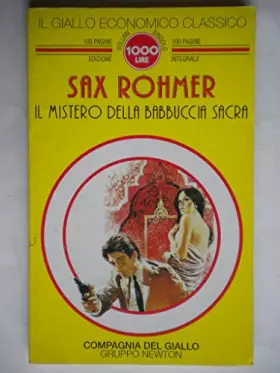 IL GIALLO ECONOMICO CLASSICO
100 PAGINE
1000
LIRE
100 PAGINE
EDIZIONE
INTEGRALE
SAX ROHMER
IL MISTERO DELLA BABBUCCIA SACRA
COMPAGNIA DEL GIALLO
GRUPPO NEWTON